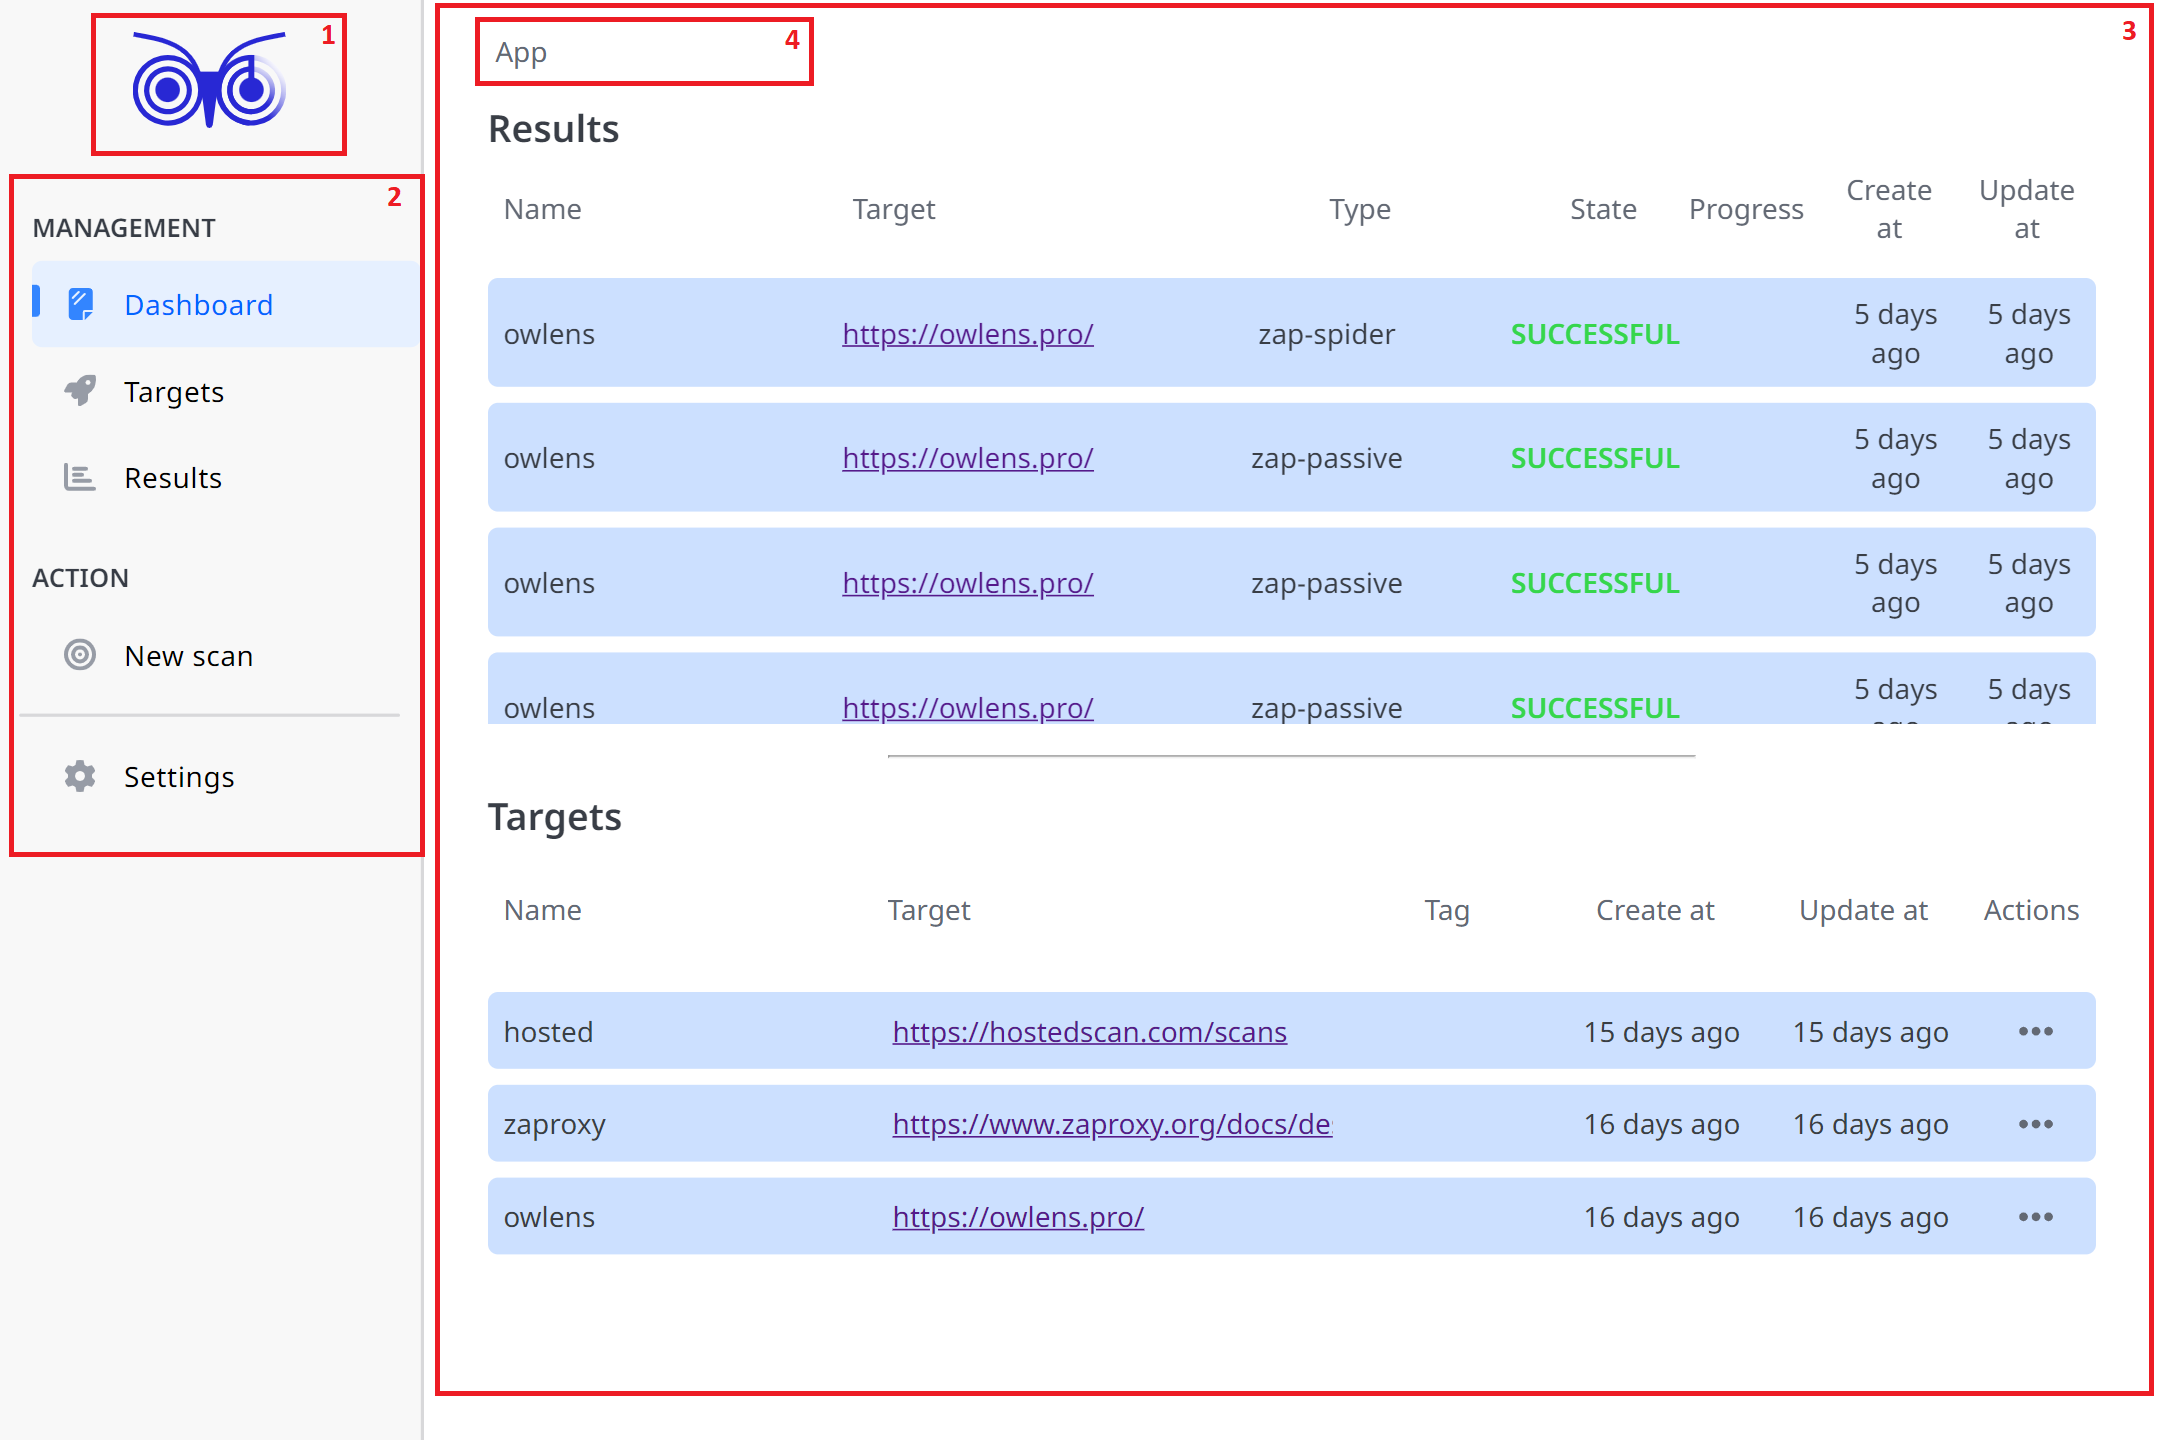 1
2
MANAGEMENT
Dashboard
Targets
Results
ACTION
New scan
Settings
3
4
App
Results
Name Target Type State Progress Create at Update at
owlens https://owlens.pro/ zap-spider SUCCESSFUL 5 days ago 5 days ago
owlens https://owlens.pro/ zap-passive SUCCESSFUL 5 days ago 5 days ago
owlens https://owlens.pro/ zap-passive SUCCESSFUL 5 days ago 5 days ago
owlens https://owlens.pro/ zap-passive SUCCESSFUL 5 days 5 days
Targets
Name Target Tag Create at Update at Actions
hosted https://hostedscan.com/scans 15 days ago 15 days ago
zaproxy https://www.zaproxy.org/docs/de 16 days ago 16 days ago
owlens https://owlens.pro/ 16 days ago 16 days ago